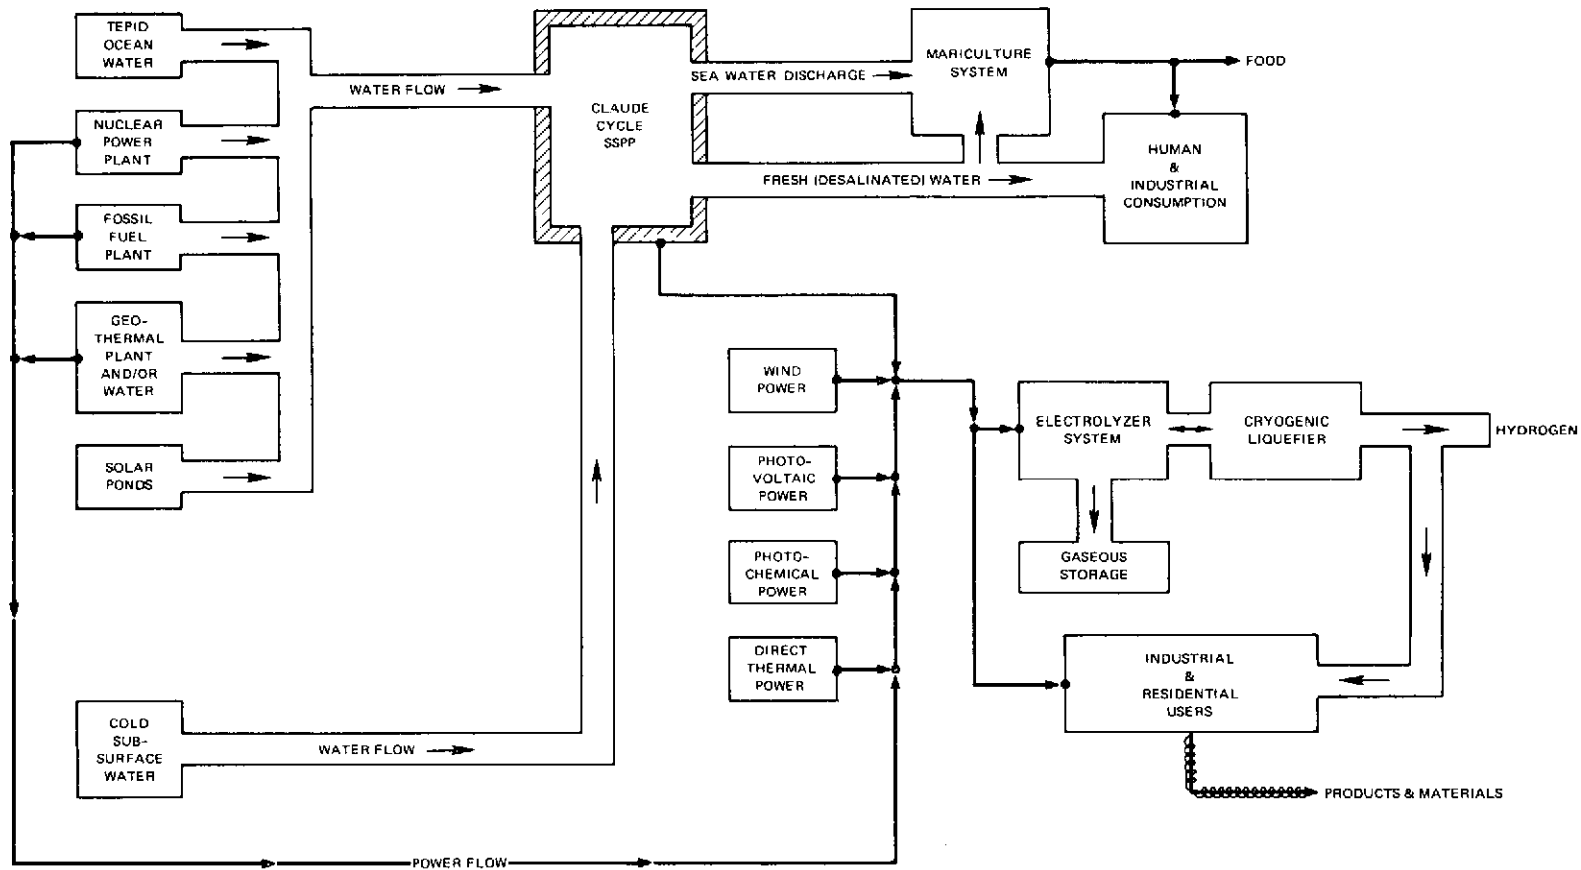 TEPID
OCEAN
WATER
NUCLEAR
POWER
PLANT
FOSSIL
FUEL
PLANT
GEO-
THERMAL
PLANT
AND/OR
WATER
SOLAR
PONDS
COLD
SUB-
SURFACE
WATER
WATER FLOW
WATER FLOW
CLAUDE
CYCLE
SSPP
SEA WATER DISCHARGE
FRESH (DESALINATED) WATER
MARICULTURE
SYSTEM
FOOD
HUMAN
&
INDUSTRIAL
CONSUMPTION
WIND
POWER
PHOTO-
VOLTAIC
POWER
PHOTO-
CHEMICAL
POWER
DIRECT
THERMAL
POWER
ELECTROLYZER
SYSTEM
CRYOGENIC
LIQUEFIER
HYDROGEN
GASEOUS
STORAGE
INDUSTRIAL
&
RESIDENTIAL
USERS
PRODUCTS & MATERIALS
POWER FLOW